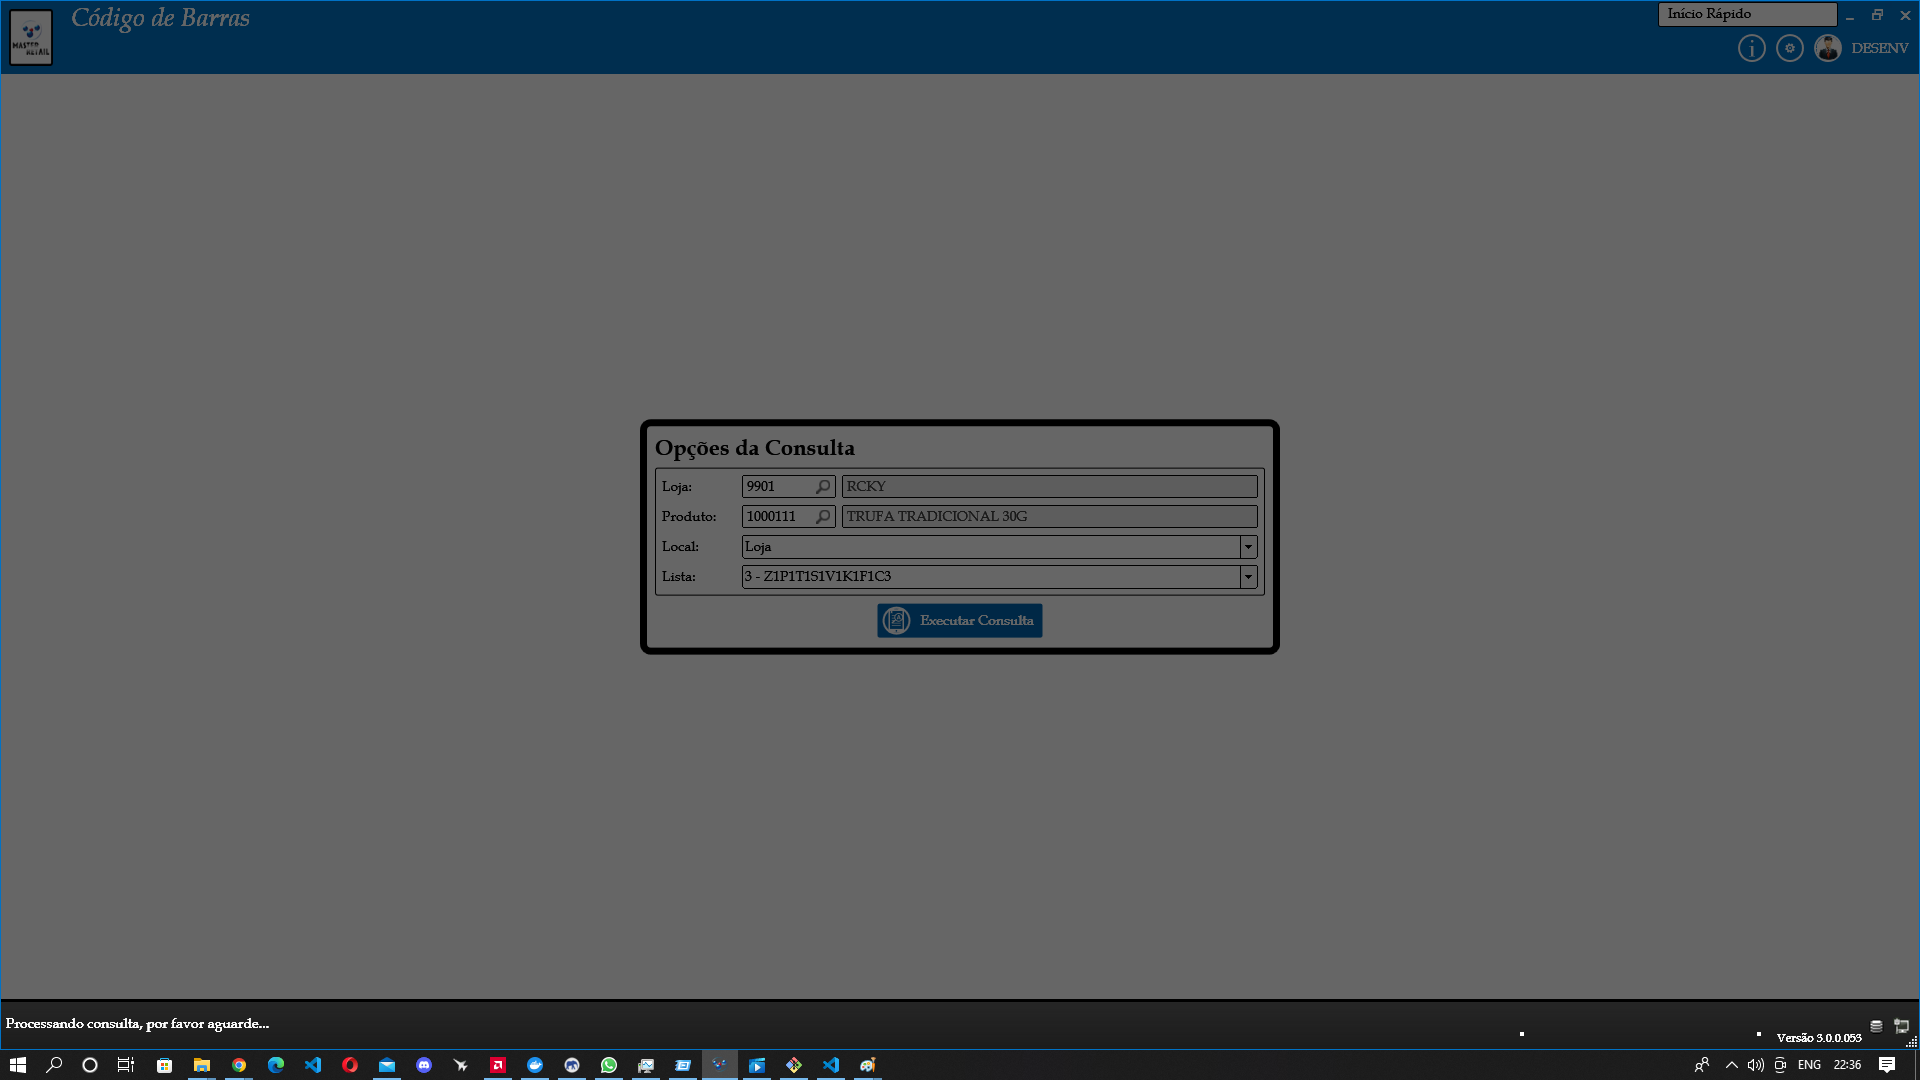 Código de Barras
Início Rápido
MASTER
RETAIL
DESENV
Opções da Consulta
Loja: 9901 RCKY
Produto: 1000111 TRUFA TRADICIONAL 30G
Local: Loja
Lista: 3 - Z1P1T1S1V1K1F1C3
Executar Consulta
Processando consulta, por favor aguarde...
Versão 3.0.0.053
ENG 22:36